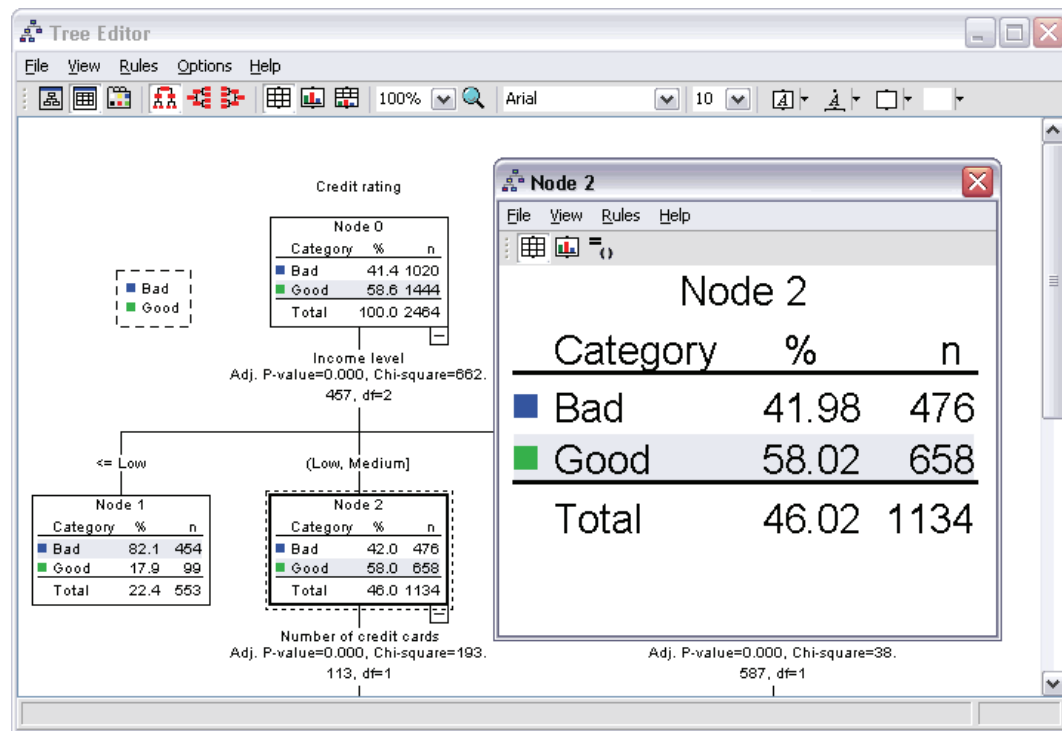 Tree Editor
File View Rules Options Help
100% Arial 10 A A
Credit rating
Node 0
Category % n
Bad 41.4 1020
Good 58.6 1444
Total 100.0 2464
Bad
Good
Income level
Adj. P-value=0.000, Chi-square=662.
457, df=2
<= Low
(Low, Medium]
Node 1
Category % n
Bad 82.1 454
Good 17.9 99
Total 22.4 553
Node 2
Category % n
Bad 42.0 476
Good 58.0 658
Total 46.0 1134
Number of credit cards
Adj. P-value=0.000, Chi-square=193.
113, df=1
Node 2
File View Rules Help
=()
Node 2
Category % n
Bad 41.98 476
Good 58.02 658
Total 46.02 1134
Adj. P-value=0.000, Chi-square=38.
587, df=1